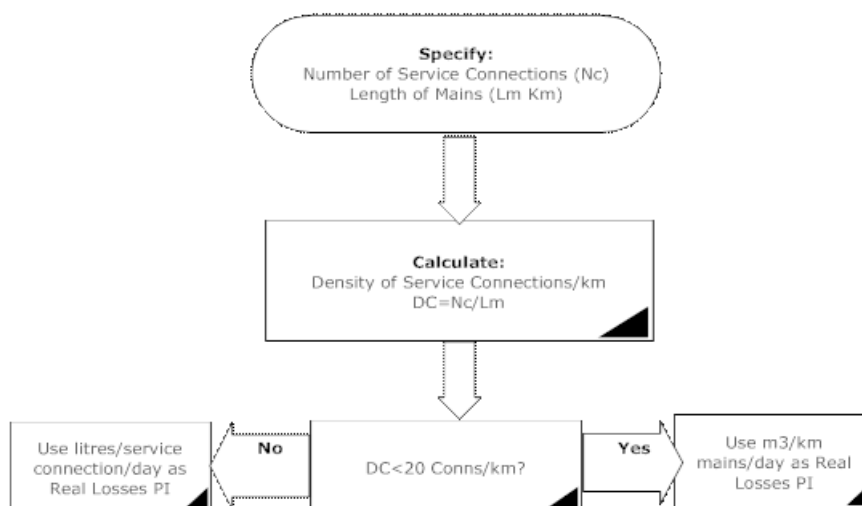 Specify:
Number of Service Connections (Nc)
Length of Mains (Lm Km)
Calculate:
Density of Service Connections/km
DC=Nc/Lm
Use litres/service
connection/day as
Real Losses PI
No
DC<20 Conns/km?
Yes
Use m3/km
mains/day as Real
Losses PI